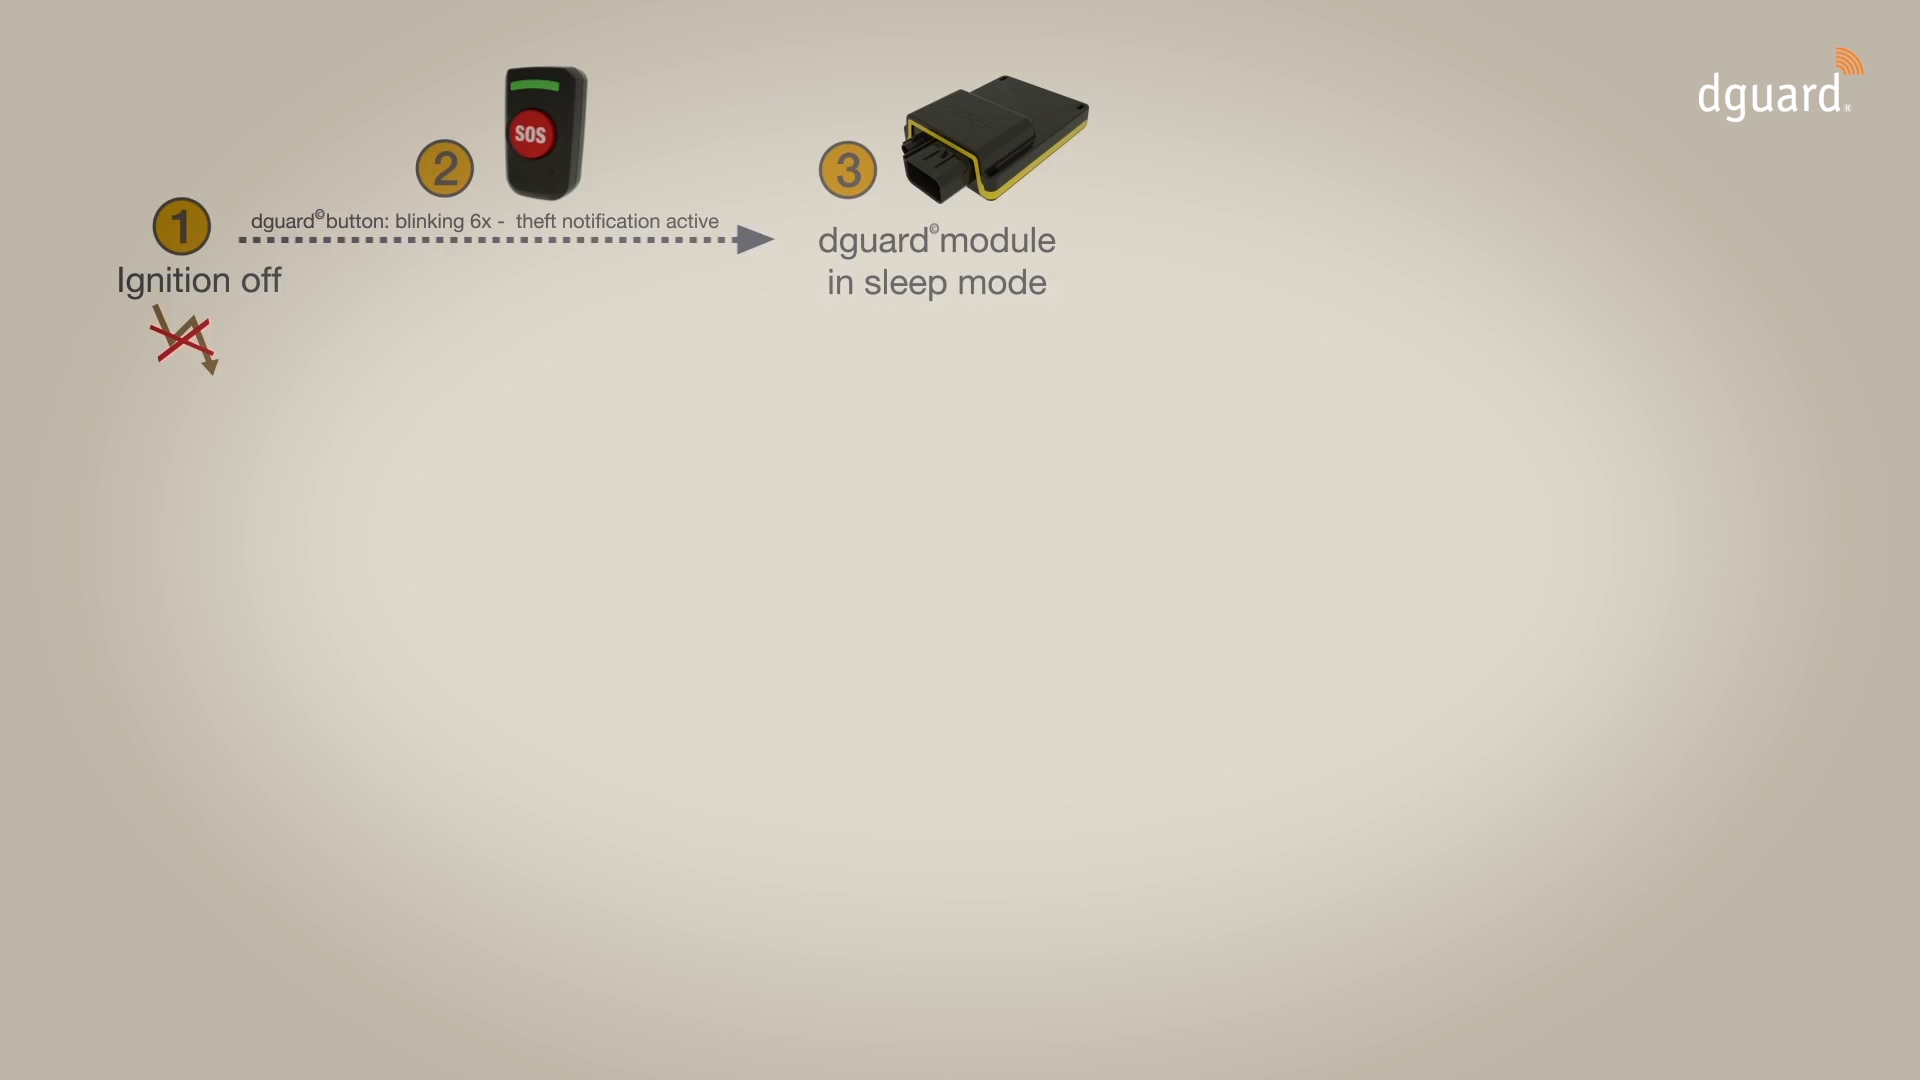 dguard®
SOS
2
3
1
dguard©button: blinking 6x - theft notification active
Ignition off
dguard©module
in sleep mode